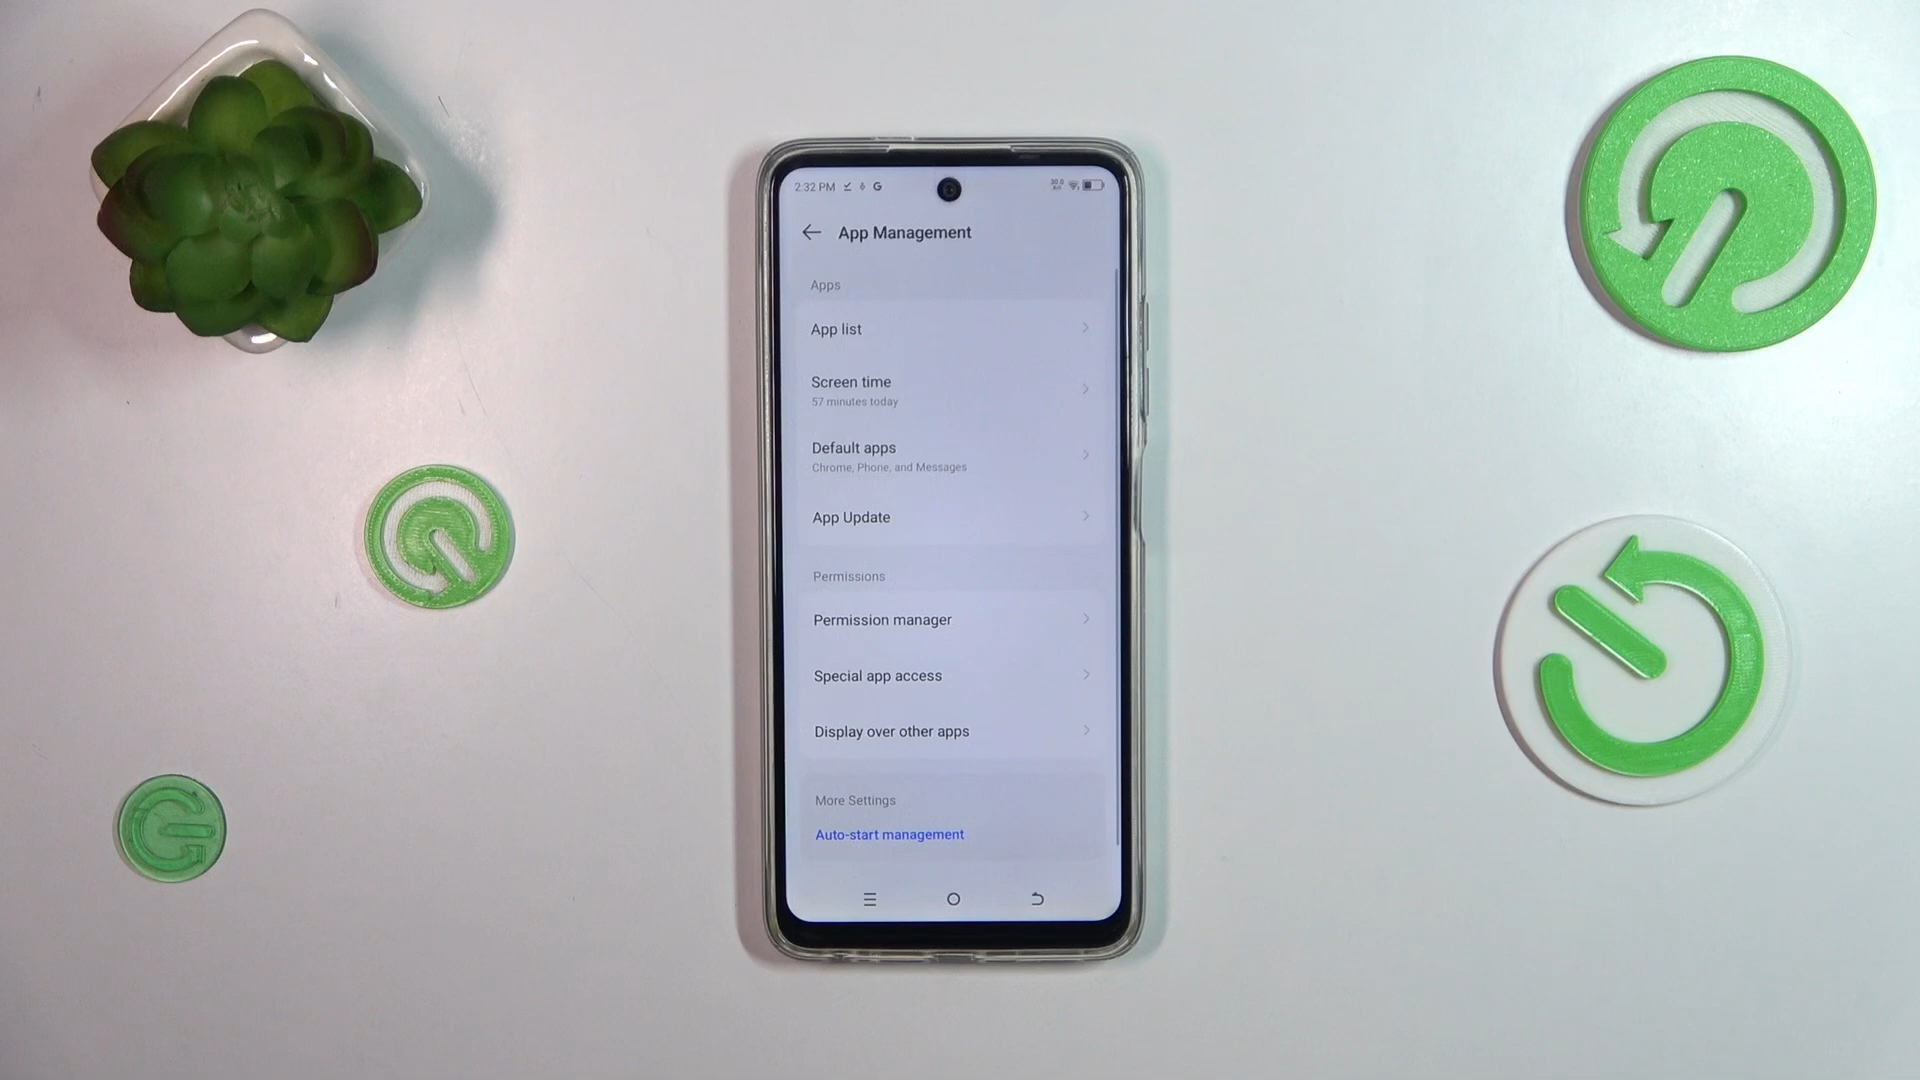 2:32 PM
App Management
Apps
App list
Screen time
57 minutes today
Default apps
Chrome, Phone, and Messages
App Update
Permissions
Permission manager
Special app access
Display over other apps
More Settings
Auto-start management